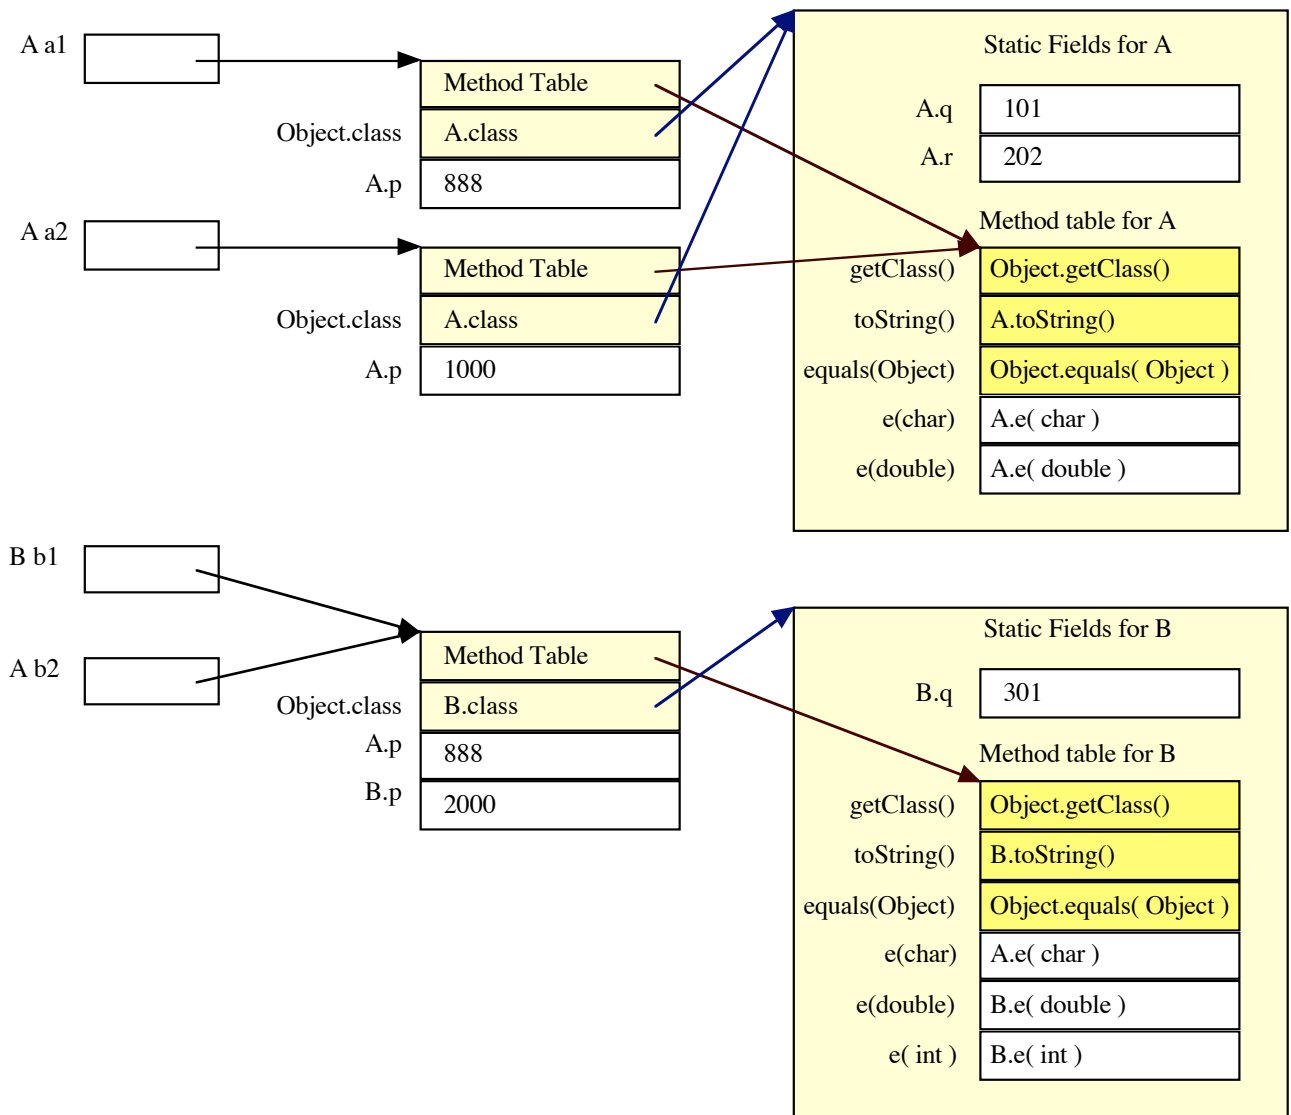 A a1
Method Table
Object.class A.class
A.p 888
A a2
Method Table
Object.class A.class
A.p 1000
Static Fields for A
A.q 101
A.r 202
Method table for A
getClass() Object.getClass()
toString() A.toString()
equals(Object) Object.equals( Object )
e(char) A.e( char )
e(double) A.e( double )
B b1
A b2
Method Table
Object.class B.class
A.p 888
B.p 2000
Static Fields for B
B.q 301
Method table for B
getClass() Object.getClass()
toString() B.toString()
equals(Object) Object.equals( Object )
e(char) A.e( char )
e(double) B.e( double )
e( int ) B.e( int )